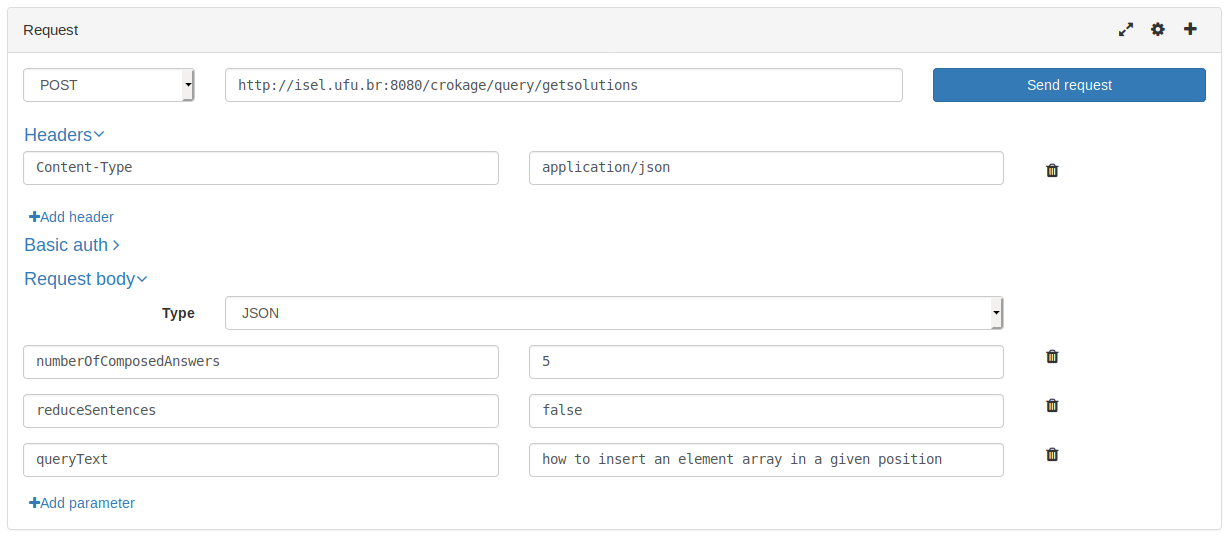 Request
POST http://isel.ufu.br:8080/crokage/query/getsolutions Send request
Headers
Content-Type application/json
Add header
Basic auth
Request body
Type JSON
numberOfComposedAnswers 5
reduceSentences false
queryText how to insert an element array in a given position
Add parameter